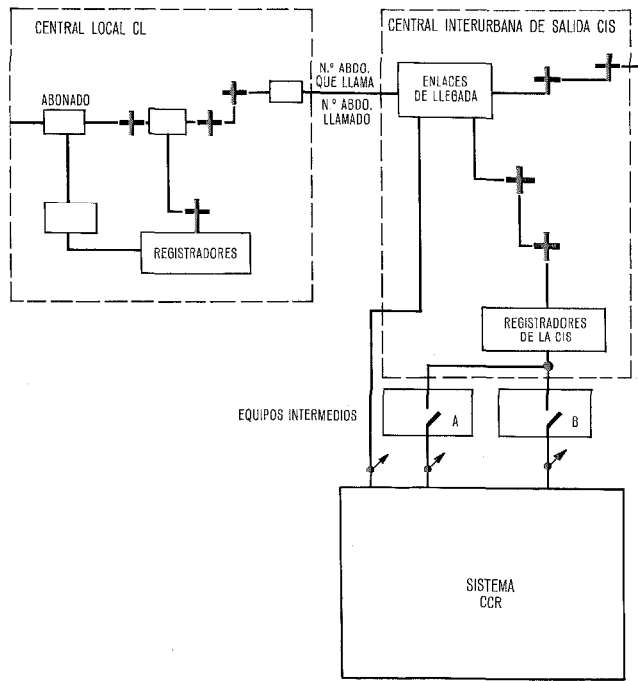 CENTRAL LOCAL CL
CENTRAL INTERURBANA DE SALIDA CIS
N.º ABDO.
QUE LLAMA
N.º ABDO.
LLAMADO
ENLACES
DE LLEGADA
ABONADO
REGISTRADORES
REGISTRADORES
DE LA CIS
EQUIPOS INTERMEDIOS
A
B
SISTEMA
CCR